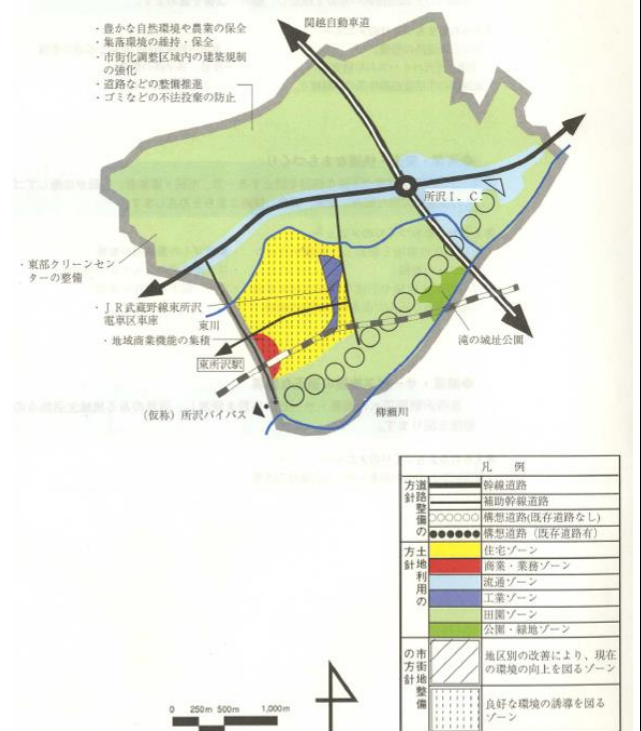 関越自動車道
・豊かな自然環境や農業の保全
・集落環境の維持・保全
・市街化調整区域内の建築規制
の強化
・道路などの整備推進
・ゴミなどの不法投棄の防止
所沢I．C．
・東部クリーンセン
ターの整備
・JR武蔵野線東所沢
電車区車庫
東川
・地域商業機能の集積
東所沢駅
滝の城址公園
(仮称) 所沢バイパス
柳瀬川
凡 例
道路整備の方針
幹線道路
補助幹線道路
構想道路(既存道路なし)
構想道路（既存道路有）
土地利用の方針
住宅ゾーン
商業・業務ゾーン
流通ゾーン
工業ゾーン
田園ゾーン
公園・緑地ゾーン
市街地整備の方針
地区別の改善により、現在
の環境の向上を図るゾーン
良好な環境の誘導を図る
ゾーン
0 250m 500m 1,000m